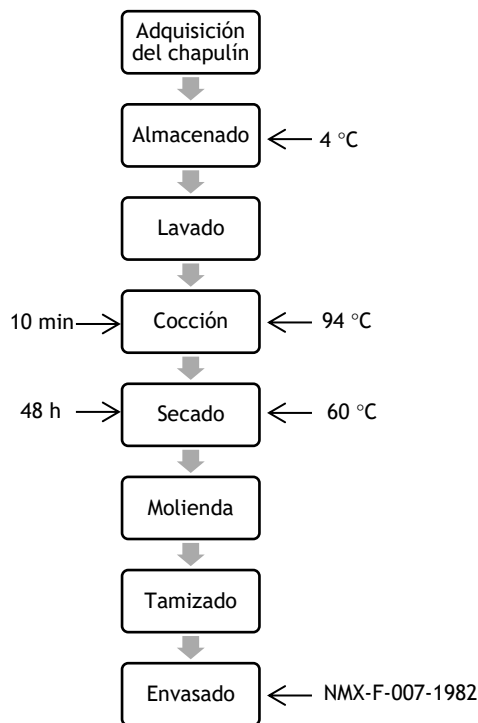 Adquisición
del chapulín
Almacenado
4 °C
Lavado
10 min
Cocción
94 °C
48 h
Secado
60 °C
Molienda
Tamizado
Envasado
NMX-F-007-1982